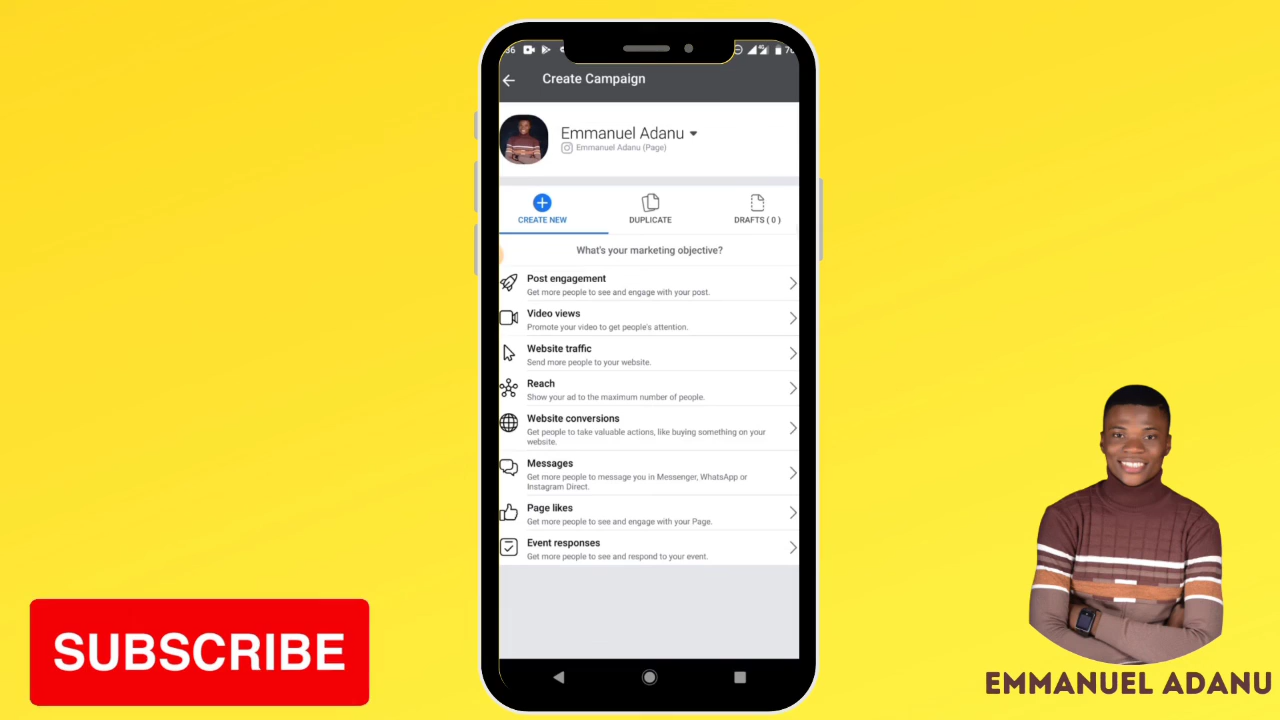 36
76
Create Campaign
Emmanuel Adanu
Emmanuel Adanu (Page)
CREATE NEW
DUPLICATE
DRAFTS ( 0 )
What's your marketing objective?
Post engagement
Get more people to see and engage with your post.
Video views
Promote your video to get people's attention.
Website traffic
Send more people to your website.
Reach
Show your ad to the maximum number of people.
Website conversions
Get people to take valuable actions, like buying something on your
website.
Messages
Get more people to message you in Messenger, WhatsApp or
Instagram Direct.
Page likes
Get more people to see and engage with your Page.
Event responses
Get more people to see and respond to your event.
SUBSCRIBE
EMMANUEL ADANU